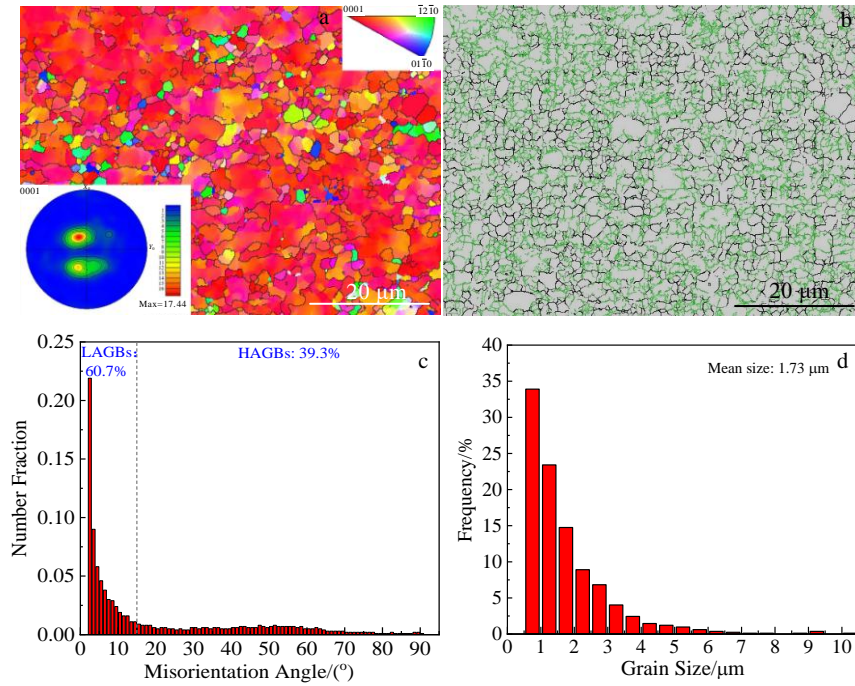 a
0001
1̅21̅0
011̅0
0001
Max=17.44
20 μm
b
20 μm
LAGBs:
60.7%
HAGBs: 39.3%
c
0.25
0.20
0.15
0.10
0.05
0.00
Number Fraction
0 10 20 30 40 50 60 70 80 90
Misorientation Angle/(º)
d
Mean size: 1.73 μm
40
35
30
25
20
15
10
5
0
Frequency/%
0 1 2 3 4 5 6 7 8 9 10
Grain Size/μm